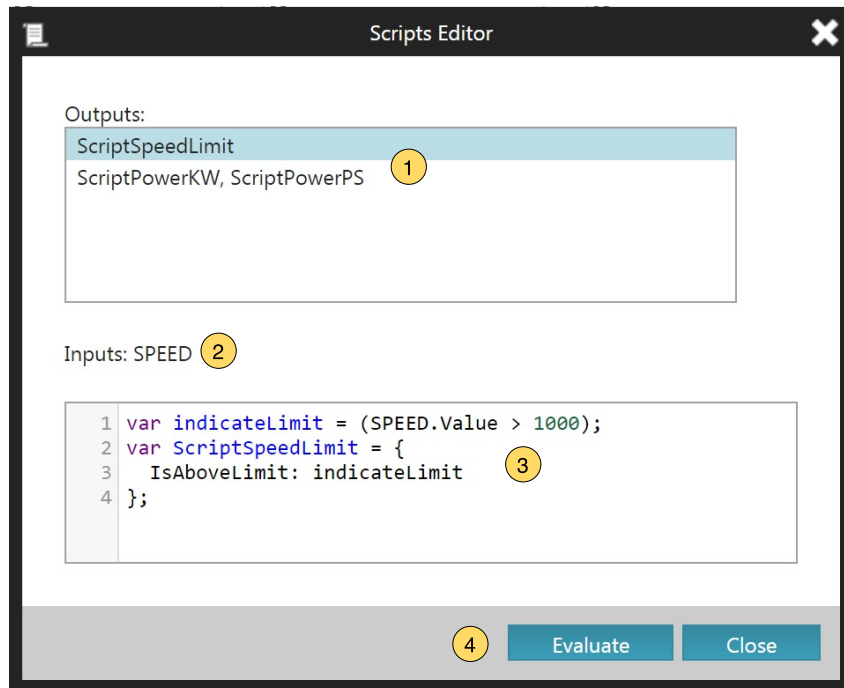 Scripts Editor
Outputs:
ScriptSpeedLimit
1
ScriptPowerKW, ScriptPowerPS
Inputs: SPEED 2
1 var indicateLimit = (SPEED.Value > 1000);
2 var ScriptSpeedLimit = {
3 IsAboveLimit: indicateLimit 3
4 };
4 Evaluate Close